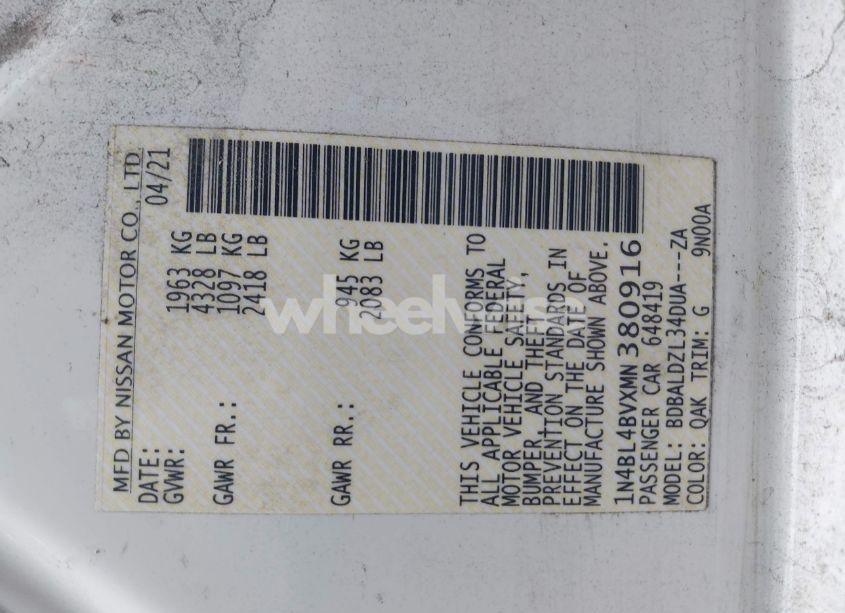 MFD BY NISSAN MOTOR CO., LTD
DATE: 04/21
GVWR: 1963 KG
4328 LB
GAWR FR.: 1097 KG
2418 LB
GAWR RR.: 945 KG
2083 LB
THIS VEHICLE CONFORMS TO
ALL APPLICABLE FEDERAL
MOTOR VEHICLE SAFETY,
BUMPER, AND THEFT
PREVENTION STANDARDS IN
EFFECT ON THE DATE OF
MANUFACTURE SHOWN ABOVE.
1N4BL4BVXMN380916
PASSENGER CAR 648419
MODEL: BDBALDZL34DUA---ZA
COLOR: QAK TRIM: G 9N00A
wheelwise